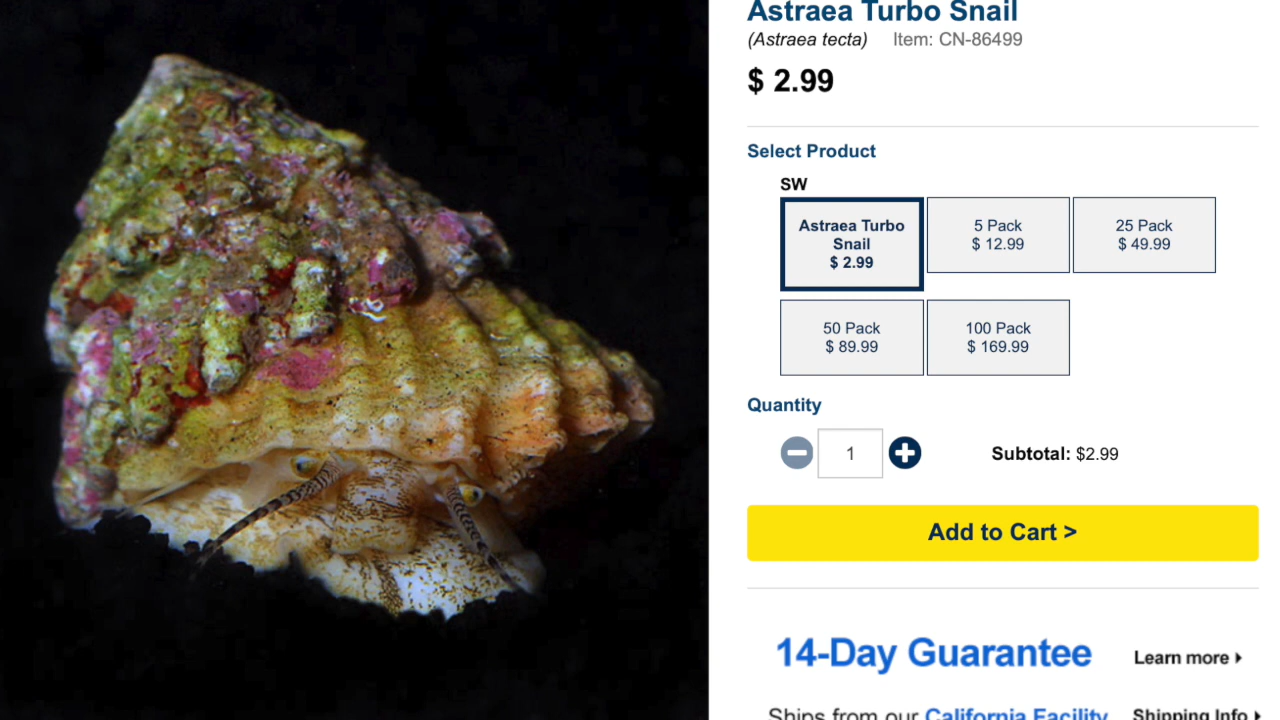 Astraea Turbo Snail
(Astraea tecta) Item: CN-86499
$ 2.99
Select Product
SW
Astraea Turbo
Snail
$ 2.99
5 Pack
$ 12.99
25 Pack
$ 49.99
50 Pack
$ 89.99
100 Pack
$ 169.99
Quantity
1
Subtotal: $2.99
Add to Cart >
14-Day Guarantee
Learn more
Ships from our California Facility
Shipping Info